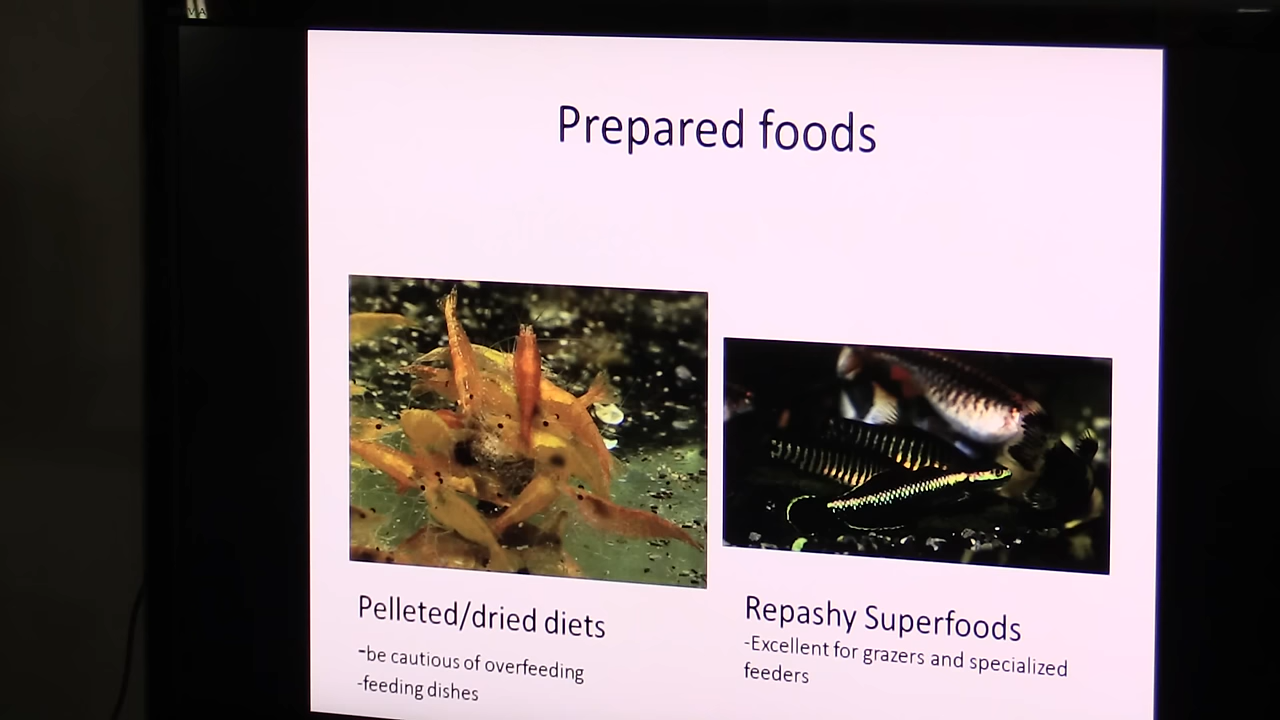 Prepared foods
Pelleted/dried diets
-be cautious of overfeeding
-feeding dishes
Repashy Superfoods
-Excellent for grazers and specialized
feeders